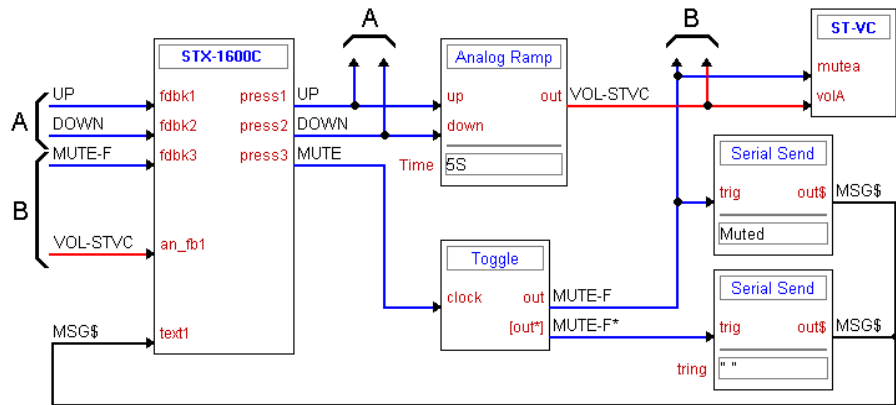 A
B
STX-1600C
Analog Ramp
ST-VC
UP
fdbk1
press1
UP
up
out
VOL-STVC
mutea
volA
A
DOWN
fdbk2
press2
DOWN
down
MUTE-F
fdbk3
press3
MUTE
Time
5S
Serial Send
trig
out$
MSG$
Muted
B
VOL-STVC
an_fb1
Toggle
clock
out
MUTE-F
[out*]
MUTE-F*
Serial Send
trig
out$
MSG$
tring
" "
MSG$
text1